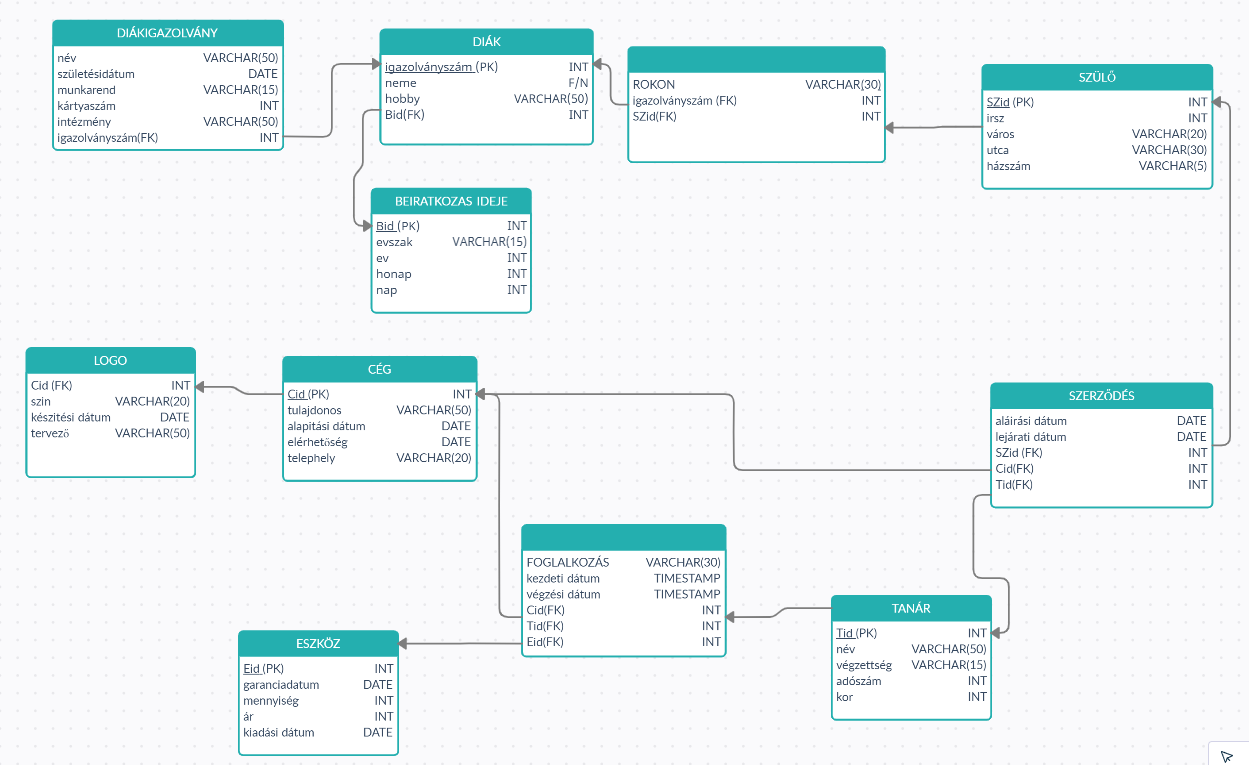 DIÁKIGAZOLVÁNY
név VARCHAR(50)
születésidátum DATE
munkarend VARCHAR(15)
kártyaszám INT
intézmény VARCHAR(50)
igazolványszám(FK) INT
DIÁK
igazolványszám (PK) INT
neme F/N
hobby VARCHAR(50)
Bid(FK) INT
ROKON VARCHAR(30)
igazolványszám (FK) INT
SZid(FK) INT
SZÜLŐ
SZid (PK) INT
irsz INT
város VARCHAR(20)
utca VARCHAR(30)
házszám VARCHAR(5)
BEIRATKOZAS IDEJE
Bid (PK) INT
evszak VARCHAR(15)
ev INT
honap INT
nap INT
LOGO
Cid (FK) INT
szin VARCHAR(20)
készitési dátum DATE
tervező VARCHAR(50)
CÉG
Cid (PK) INT
tulajdonos VARCHAR(50)
alapitási dátum DATE
elérhetőség DATE
telephely VARCHAR(20)
SZERZŐDÉS
aláirási dátum DATE
lejárati dátum DATE
SZid (FK) INT
Cid(FK) INT
Tid(FK) INT
FOGLALKOZÁS VARCHAR(30)
kezdeti dátum TIMESTAMP
végzési dátum TIMESTAMP
Cid(FK) INT
Tid(FK) INT
Eid(FK) INT
TANÁR
Tid (PK) INT
név VARCHAR(50)
végzettség VARCHAR(15)
adószám INT
kor INT
ESZKÖZ
Eid (PK) INT
garanciadatum DATE
mennyiség INT
ár INT
kiadási dátum DATE